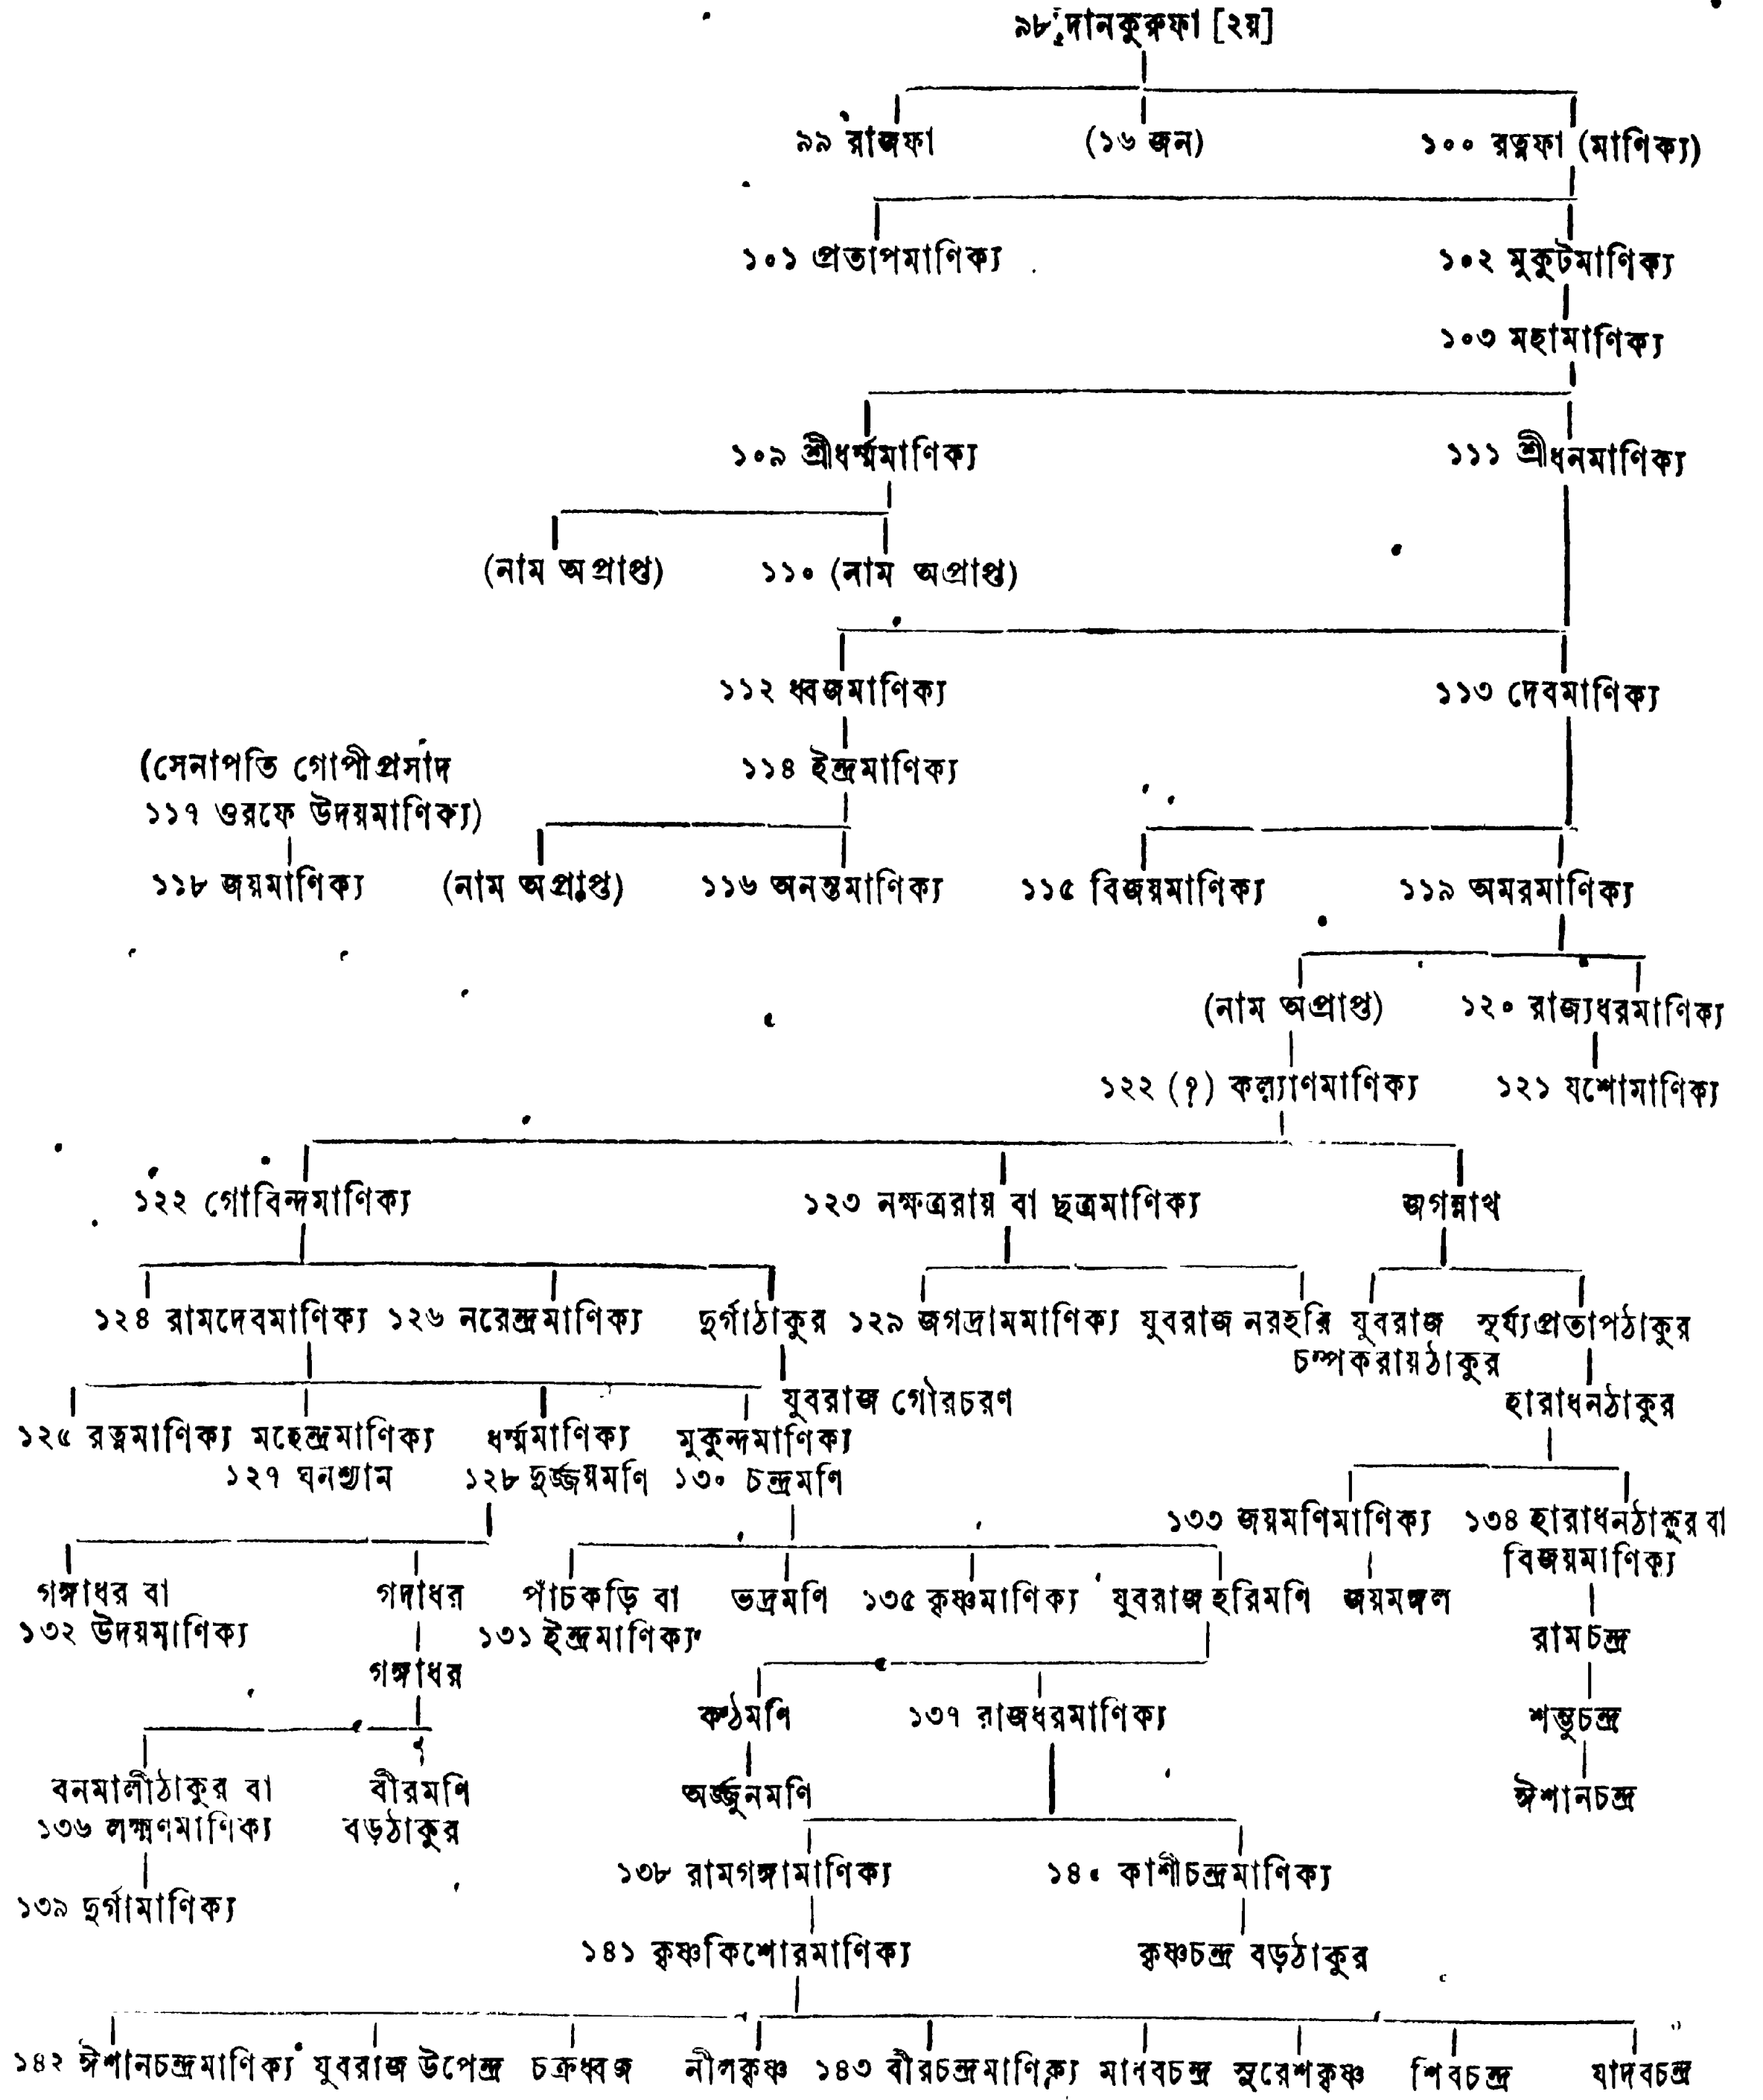 ৯৮ দানকুরুফা [২য়]
৯৯ রাজফা (১৬ জন) ১০০ রত্নফা (মাণিক্য)
১০১ প্রতাপমাণিক্য ১০২ মুকুটমাণিক্য
১০৩ মহামাণিক্য
১০৯ শ্রীধর্ম্মমাণিক্য ১১১ শ্রীধনমাণিক্য
(নাম অপ্রাপ্ত) ১১০ (নাম অপ্রাপ্ত)
১১২ ধ্বজমাণিক্য ১১৩ দেবমাণিক্য
(সেনাপতি গোপীপ্রসাদ ১১৪ ইন্দ্রমাণিক্য
১১৭ ওরফে উদয়মাণিক্য)
১১৮ জয়মাণিক্য (নাম অপ্রাপ্ত) ১১৬ অনন্তমাণিক্য ১১৫ বিজয়মাণিক্য ১১৯ অমরমাণিক্য
(নাম অপ্রাপ্ত) ১২০ রাজ্যধরমাণিক্য
১২২ (?) কল্যাণমাণিক্য ১২১ যশোমাণিক্য
১২২ গোবিন্দমাণিক্য ১২৩ নক্ষত্ররায় বা ছত্রমাণিক্য জগন্নাথ
১২৪ রামদেবমাণিক্য ১২৬ নরেন্দ্রমাণিক্য দুর্গাঠাকুর ১২৯ জগদ্রামমাণিক্য যুবরাজ নরহরি যুবরাজ সূর্য্যপ্রতাপঠাকুর
চম্পকরায়ঠাকুর
যুবরাজ গৌরচরণ হারাধনঠাকুর
১২৫ রত্নমাণিক্য মহেন্দ্রমাণিক্য ধর্ম্মমাণিক্য মুকুন্দমাণিক্য
১২৭ ঘনশ্যাম ১২৮ দুর্জ্জয়মণি ১৩০ চন্দ্রমণি
১৩৩ জয়মণিমাণিক্য ১৩৪ হারাধনঠাকুর বা
বিজয়মাণিক্য
গঙ্গাধর বা গদাধর পাঁচকড়ি বা ভদ্রমণি ১৩৫ কৃষ্ণমাণিক্য যুবরাজ হরিমণি জয়মঙ্গল
১৩২ উদয়মাণিক্য ১৩১ ইন্দ্রমাণিক্য রামচন্দ্র
গঙ্গাধর
কণ্ঠমণি ১৩৭ রাজধরমাণিক্য শম্ভুচন্দ্র
বনমালীঠাকুর বা বীরমণি অর্জ্জুনমণি ঈশানচন্দ্র
১৩৬ লক্ষ্মণমাণিক্য বড়ঠাকুর
১৩৮ রামগঙ্গামাণিক্য ১৪০ কাশীচন্দ্রমাণিক্য
১৩৯ দুর্গামাণিক্য
১৪১ কৃষ্ণকিশোরমাণিক্য কৃষ্ণচন্দ্র বড়ঠাকুর
১৪২ ঈশানচন্দ্রমাণিক্য যুবরাজ উপেন্দ্র চক্রধ্বজ নীলকৃষ্ণ ১৪৩ বীরচন্দ্রমাণিক্য মাধবচন্দ্র সুরেশকৃষ্ণ শিবচন্দ্র যাদবচন্দ্র